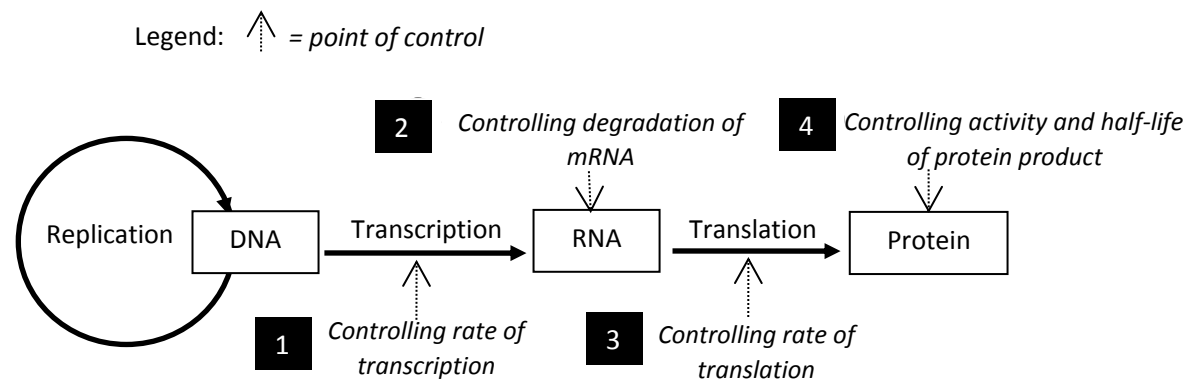 Legend: = point of control
2 Controlling degradation of
mRNA
4 Controlling activity and half-life
of protein product
Replication DNA Transcription RNA Translation Protein
1 Controlling rate of
transcription
3 Controlling rate of
translation